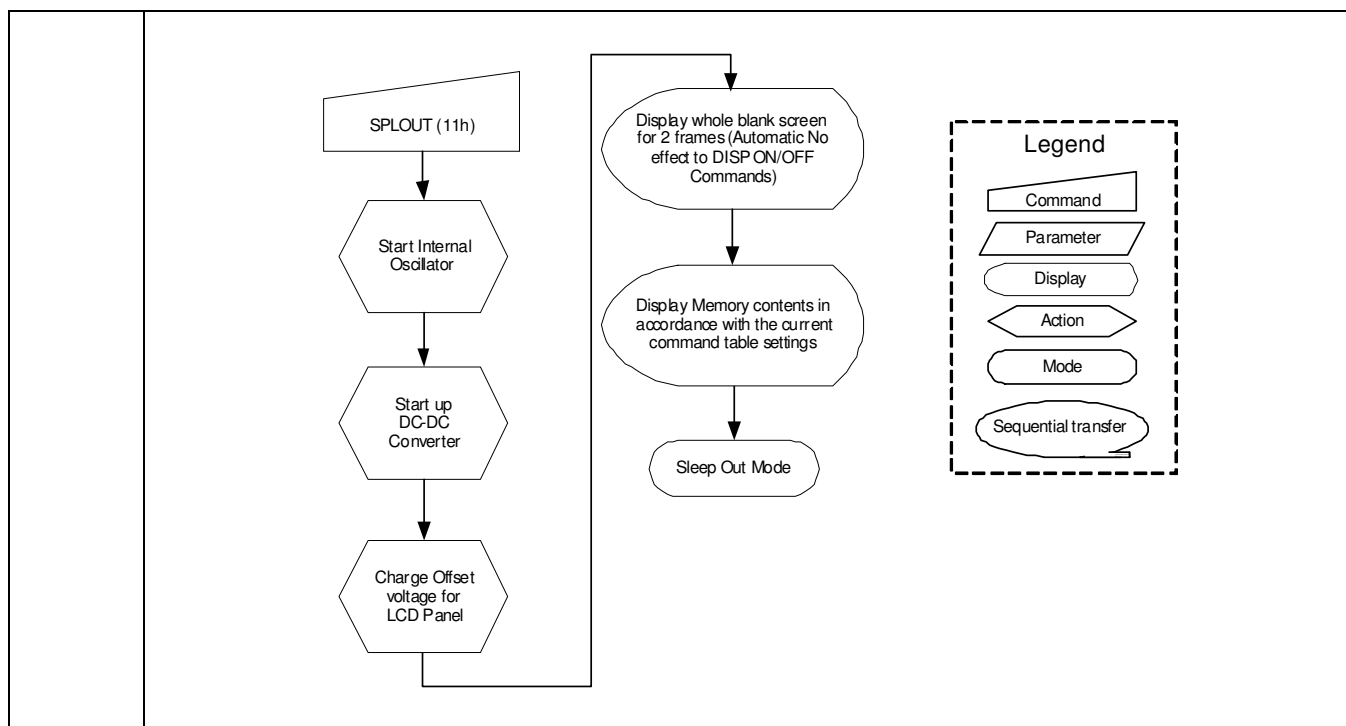 SPLOUT (11h)
Start Internal
Oscillator
Start up
DC-DC
Converter
Charge Offset
voltage for
LCD Panel
Display whole blank screen
for 2 frames (Automatic No
effect to DISP ON/OFF
Commands)
Display Memory contents in
accordance with the current
command table settings
Sleep Out Mode
Legend
Command
Parameter
Display
Action
Mode
Sequential transfer